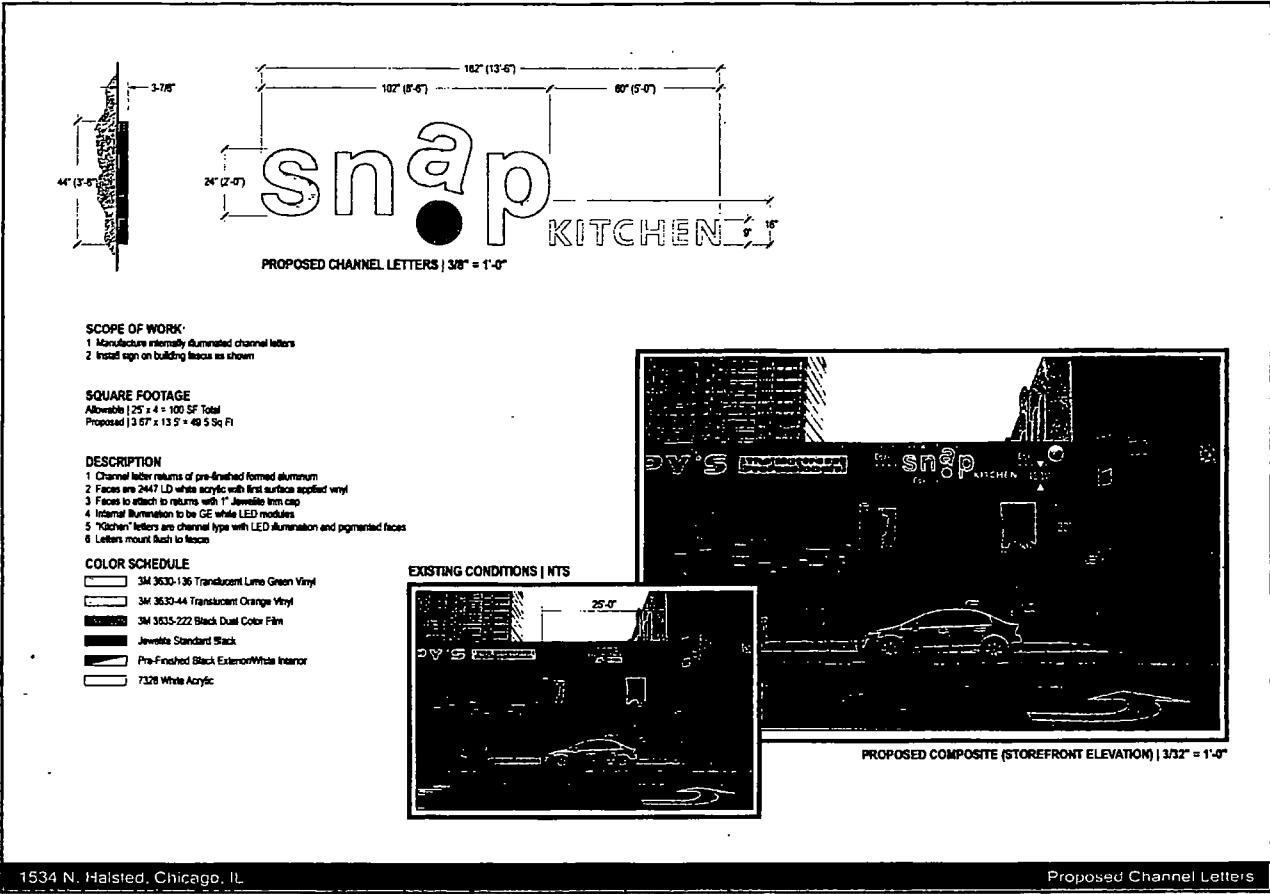 162" (13'-6")
3-7/8"
102" (8'-6")
60" (5'-0")
44" (3'-8")
24" (2'-0")
snap
KITCHEN
9"
16"
PROPOSED CHANNEL LETTERS | 3/8" = 1'-0"
SCOPE OF WORK
1 Manufacture internally illuminated channel letters
2 Install sign on building fascia as shown
SQUARE FOOTAGE
Allowable | 25' x 4 = 100 SF Total
Proposed | 3 67' x 13 5' = 49 5 Sq Ft
DESCRIPTION
1 Channel letter returns of pre-finished formed aluminum
2 Faces are 2447 LD white acrylic with first surface applied vinyl
3 Faces to attach to returns with 1" Jewelite trim cap
4 Internal illumination to be GE white LED modules
5 "Kitchen" letters are channel type with LED illumination and pigmented faces
6 Letters mount flush to fascia
COLOR SCHEDULE
3M 3630-136 Translucent Lime Green Vinyl
3M 3630-44 Translucent Orange Vinyl
3M 3635-222 Black Dual Color Film
Jewelite Standard Black
Pre-Finished Black Exterior/White Interior
7328 White Acrylic
EXISTING CONDITIONS | NTS
25'-0"
snap
KITCHEN
PROPOSED COMPOSITE (STOREFRONT ELEVATION) | 3/32" = 1'-0"
1534 N. Halsted, Chicago, IL
Proposed Channel Letters